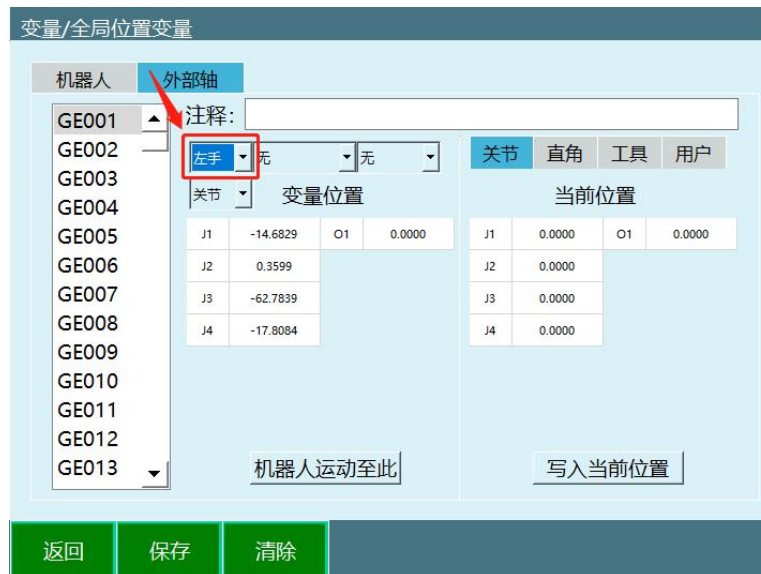 变量/全局位置变量
机器人 外部轴
GE001
GE002
GE003
GE004
GE005
GE006
GE007
GE008
GE009
GE010
GE011
GE012
GE013
注释:
左手 无 无
关节 变量位置
J1 -14.6829 O1 0.0000
J2 0.3599
J3 -62.7839
J4 -17.8084
机器人运动至此
关节 直角 工具 用户
当前位置
J1 0.0000 O1 0.0000
J2 0.0000
J3 0.0000
J4 0.0000
写入当前位置
返回 保存 清除